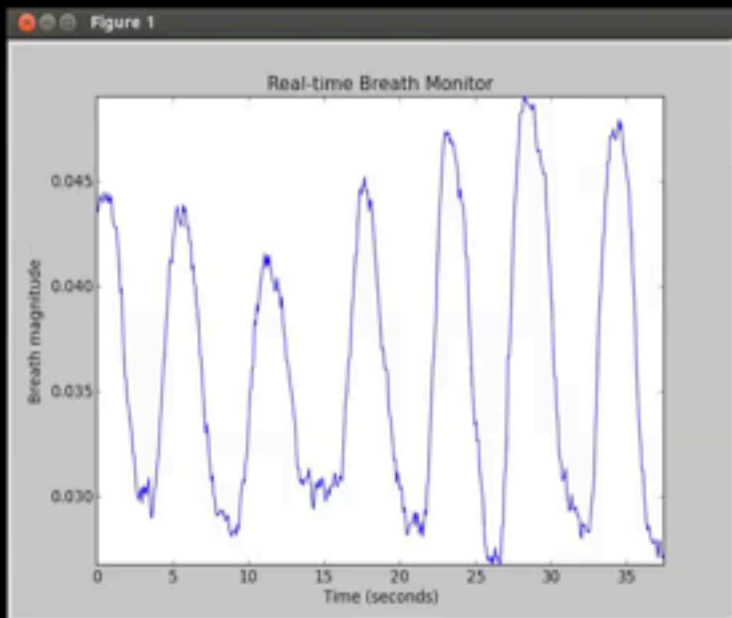 Figure 1
Real-time Breath Monitor
0.045
0.040
0.035
0.030
Breath magnitude
0 5 10 15 20 25 30 35
Time (seconds)